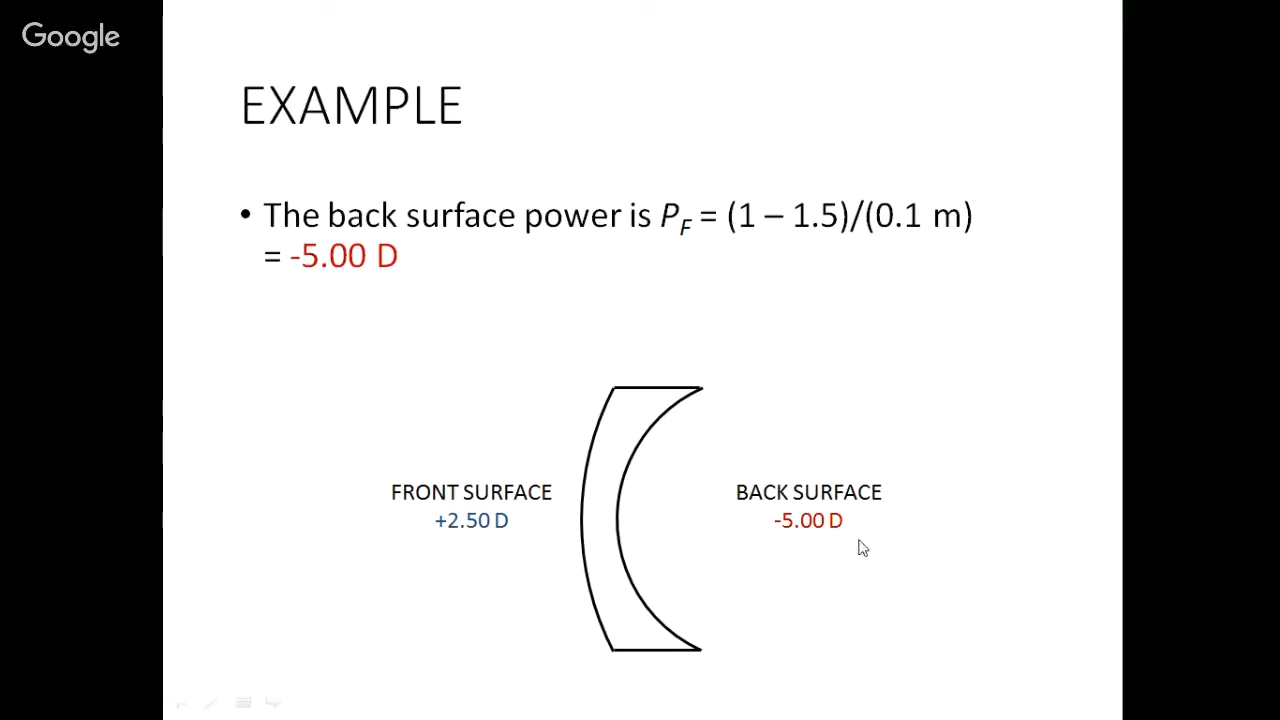 Google
EXAMPLE
• The back surface power is PF = (1 – 1.5)/(0.1 m)
= -5.00 D
FRONT SURFACE
+2.50 D
BACK SURFACE
-5.00 D